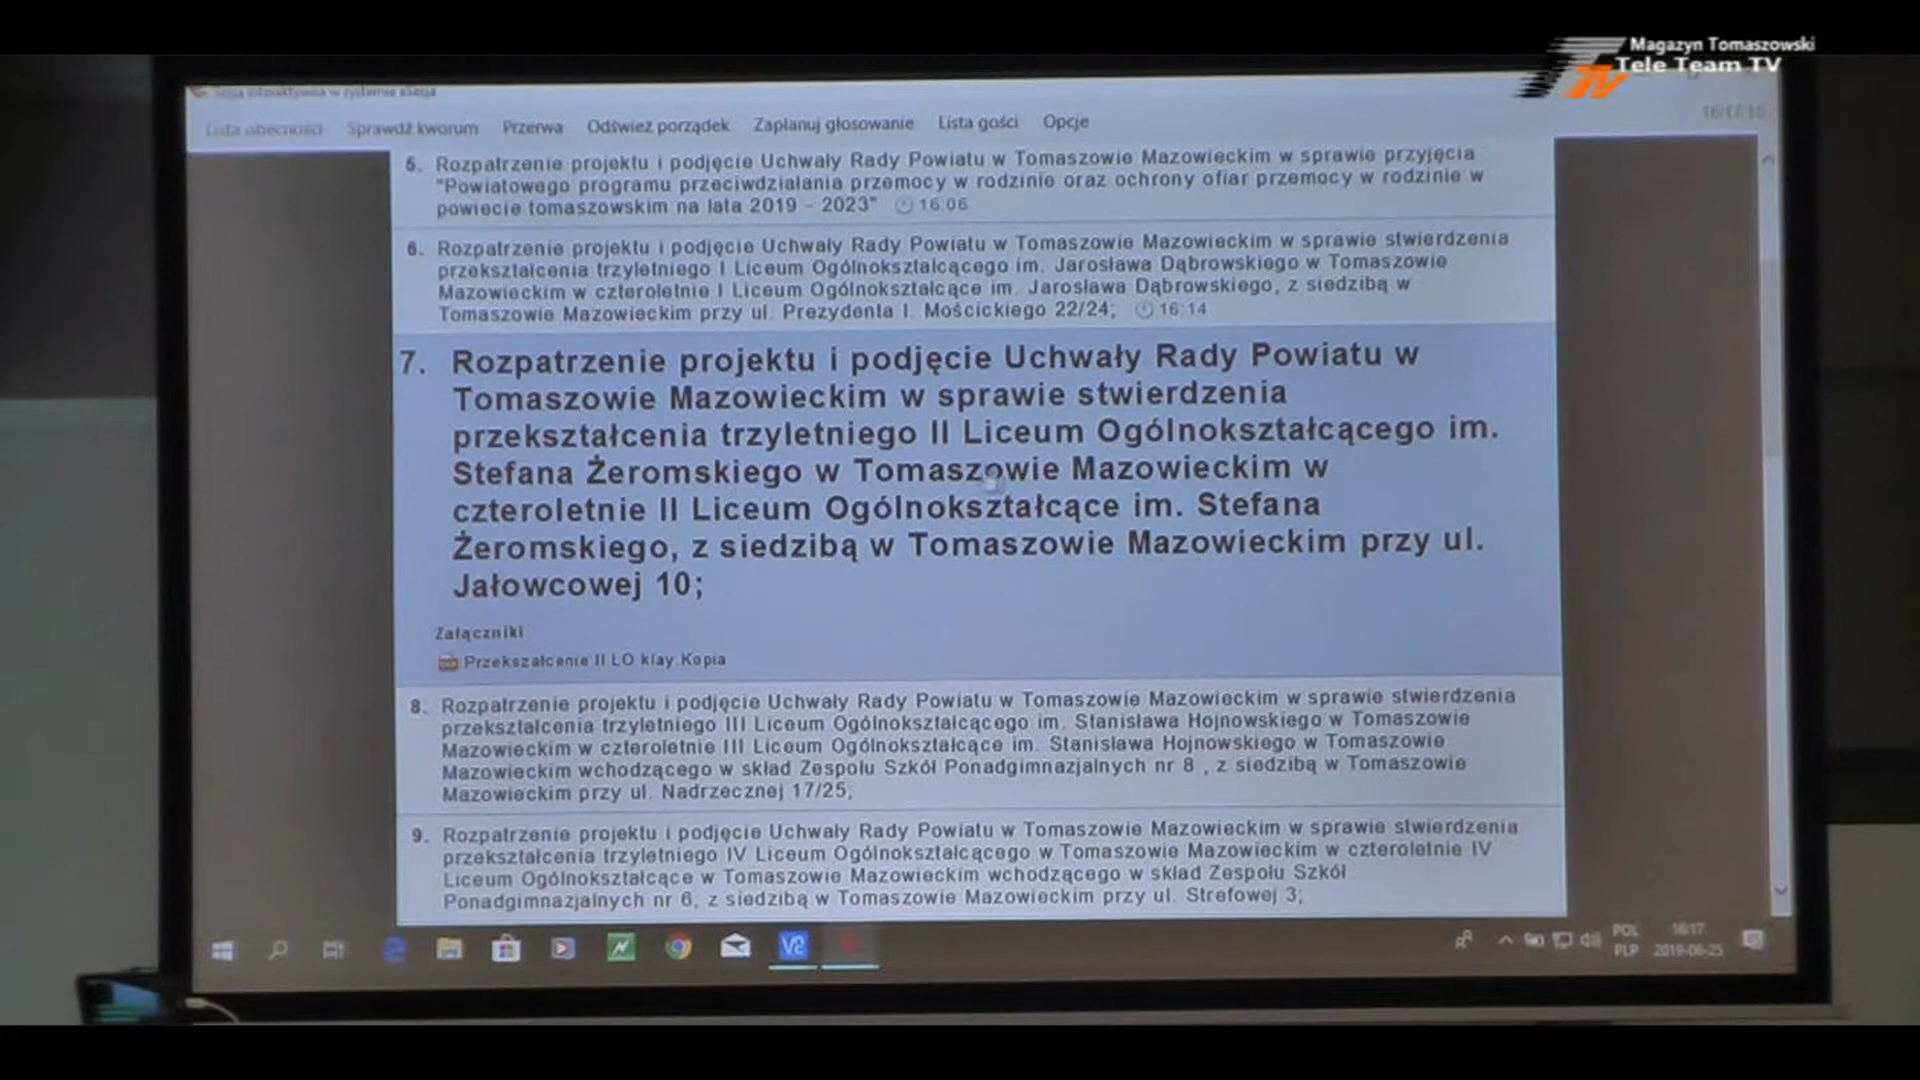 Magazyn Tomaszowski
Tele Team TV
TV
Sesja interaktywna w systemie eSesja
16:17:16
Lista obecności Sprawdź kworum Przerwa Odśwież porządek Zaplanuj głosowanie Lista gości Opcje
5. Rozpatrzenie projektu i podjęcie Uchwały Rady Powiatu w Tomaszowie Mazowieckim w sprawie przyjęcia
"Powiatowego programu przeciwdziałania przemocy w rodzinie oraz ochrony ofiar przemocy w rodzinie w
powiecie tomaszowskim na lata 2019 - 2023" 16:06
6. Rozpatrzenie projektu i podjęcie Uchwały Rady Powiatu w Tomaszowie Mazowieckim w sprawie stwierdzenia
przekształcenia trzyletniego I Liceum Ogólnokształcącego im. Jarosława Dąbrowskiego w Tomaszowie
Mazowieckim w czteroletnie I Liceum Ogólnokształcące im. Jarosława Dąbrowskiego, z siedzibą w
Tomaszowie Mazowieckim przy ul. Prezydenta I. Mościckiego 22/24; 16:14
7. Rozpatrzenie projektu i podjęcie Uchwały Rady Powiatu w
Tomaszowie Mazowieckim w sprawie stwierdzenia
przekształcenia trzyletniego II Liceum Ogólnokształcącego im.
Stefana Żeromskiego w Tomaszowie Mazowieckim w
czteroletnie II Liceum Ogólnokształcące im. Stefana
Żeromskiego, z siedzibą w Tomaszowie Mazowieckim przy ul.
Jałowcowej 10;
Załączniki
Przekszalcenie II LO klay.Kopia
8. Rozpatrzenie projektu i podjęcie Uchwały Rady Powiatu w Tomaszowie Mazowieckim w sprawie stwierdzenia
przekształcenia trzyletniego III Liceum Ogólnokształcącego im. Stanisława Hojnowskiego w Tomaszowie
Mazowieckim w czteroletnie III Liceum Ogólnokształcące im. Stanisława Hojnowskiego w Tomaszowie
Mazowieckim wchodzącego w skład Zespołu Szkół Ponadgimnazjalnych nr 8 , z siedzibą w Tomaszowie
Mazowieckim przy ul. Nadrzecznej 17/25;
9. Rozpatrzenie projektu i podjęcie Uchwały Rady Powiatu w Tomaszowie Mazowieckim w sprawie stwierdzenia
przekształcenia trzyletniego IV Liceum Ogólnokształcącego w Tomaszowie Mazowieckim w czteroletnie IV
Liceum Ogólnokształcące w Tomaszowie Mazowieckim wchodzącego w skład Zespołu Szkół
Ponadgimnazjalnych nr 6, z siedzibą w Tomaszowie Mazowieckim przy ul. Strefowej 3;
POL 16:17
PLP 2019-06-25